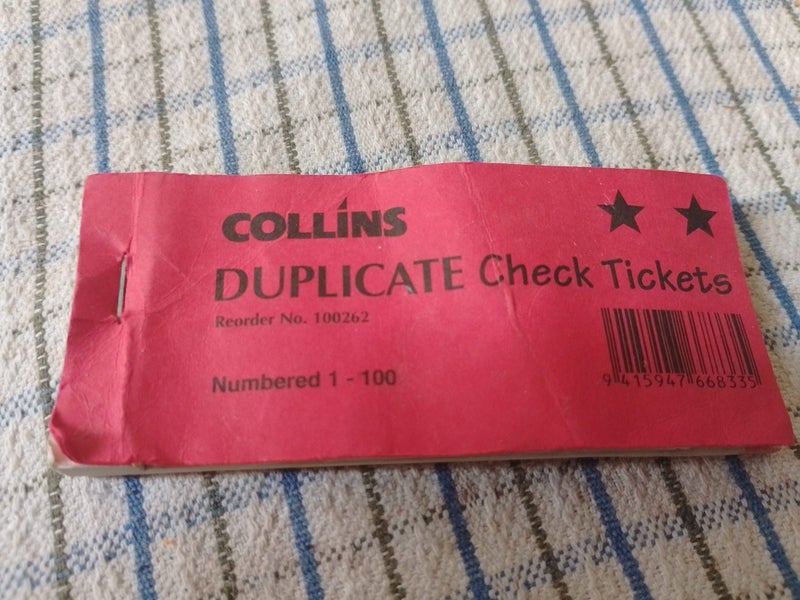 COLLINS
DUPLICATE Check Tickets
Reorder No. 100262
Numbered 1 - 100
9 415947 668335